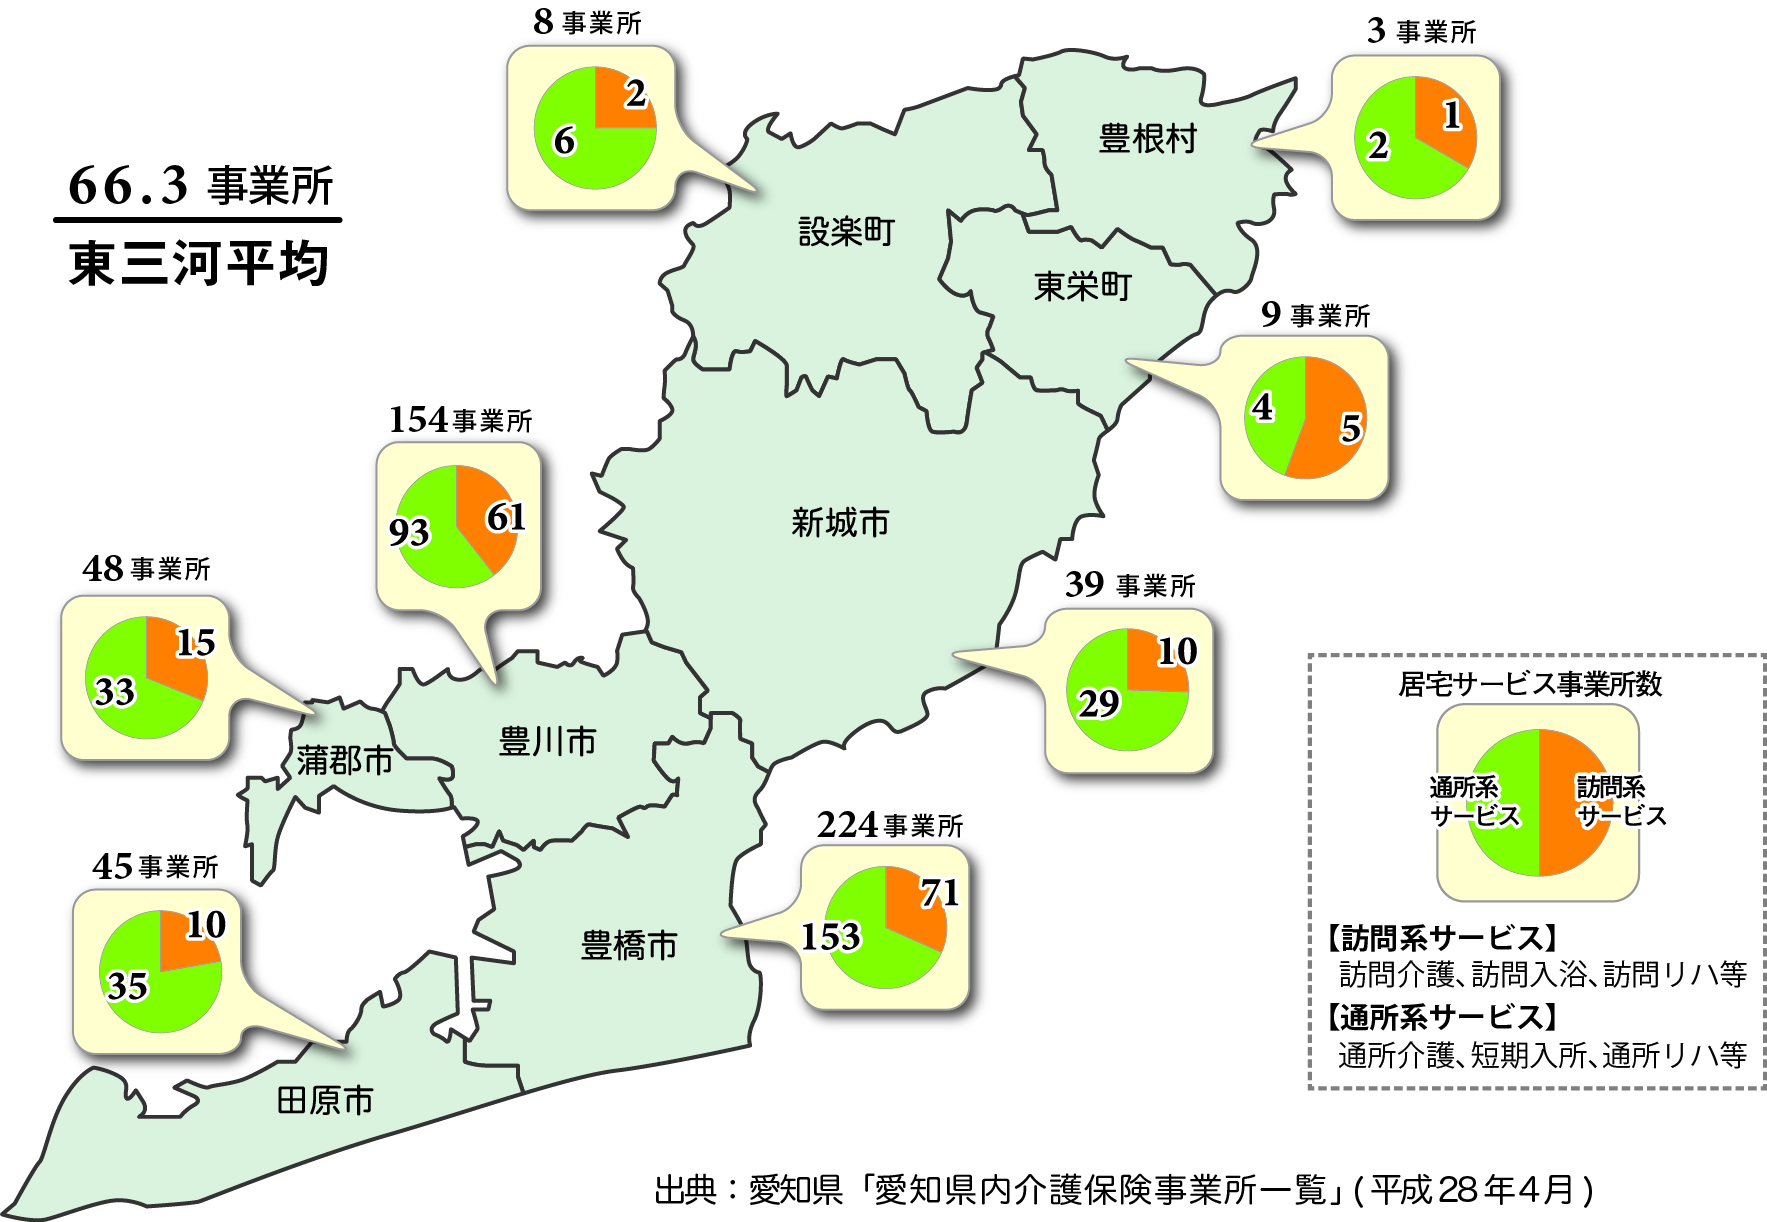 8 事業所
2
6
3 事業所
1
2
66.3 事業所
東三河平均
豊根村
設楽町
東栄町
9 事業所
4
5
154事業所
93
61
新城市
48 事業所
15
33
39 事業所
10
29
豊川市
蒲郡市
居宅サービス事業所数
通所系
サービス
訪問系
サービス
224事業所
71
153
45事業所
10
35
豊橋市
田原市
【訪問系サービス】
訪問介護、訪問入浴、訪問リハ等
【通所系サービス】
通所介護、短期入所、通所リハ等
出典：愛知県「愛知県内介護保険事業所一覧」(平成28年4月)